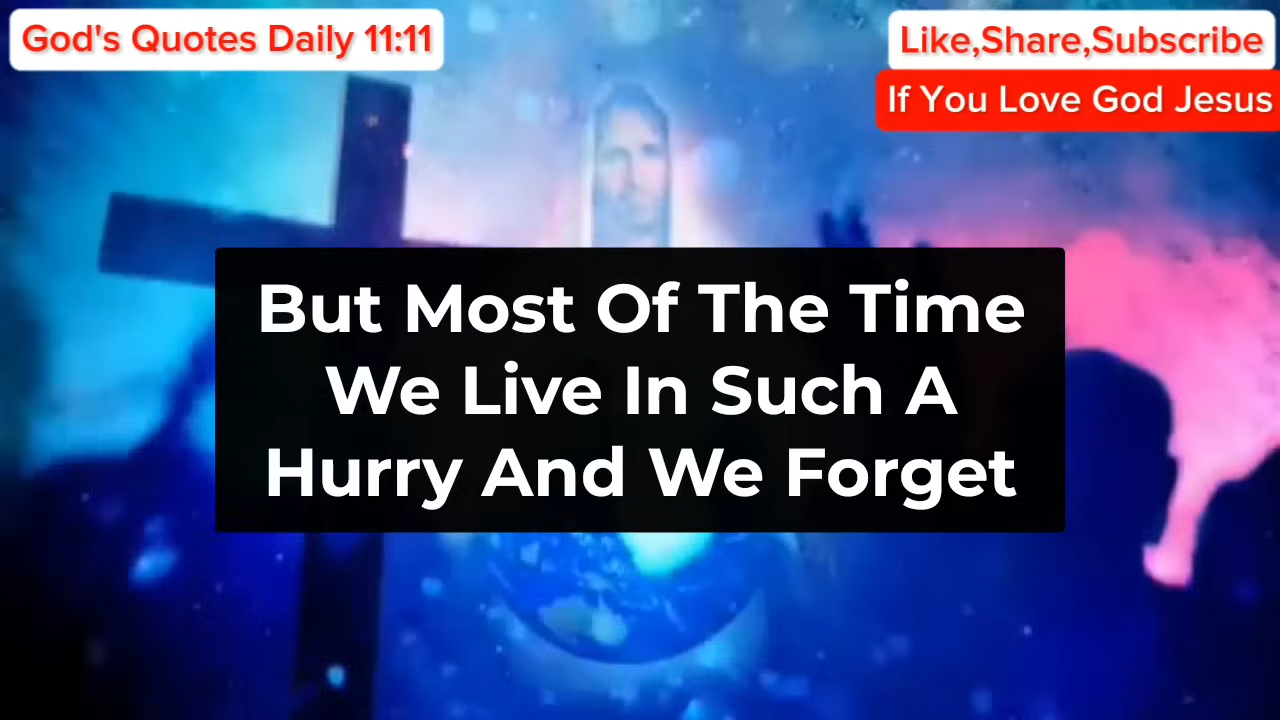 God's Quotes Daily 11:11
Like,Share,Subscribe
If You Love God Jesus
But Most Of The Time
We Live In Such A
Hurry And We Forget